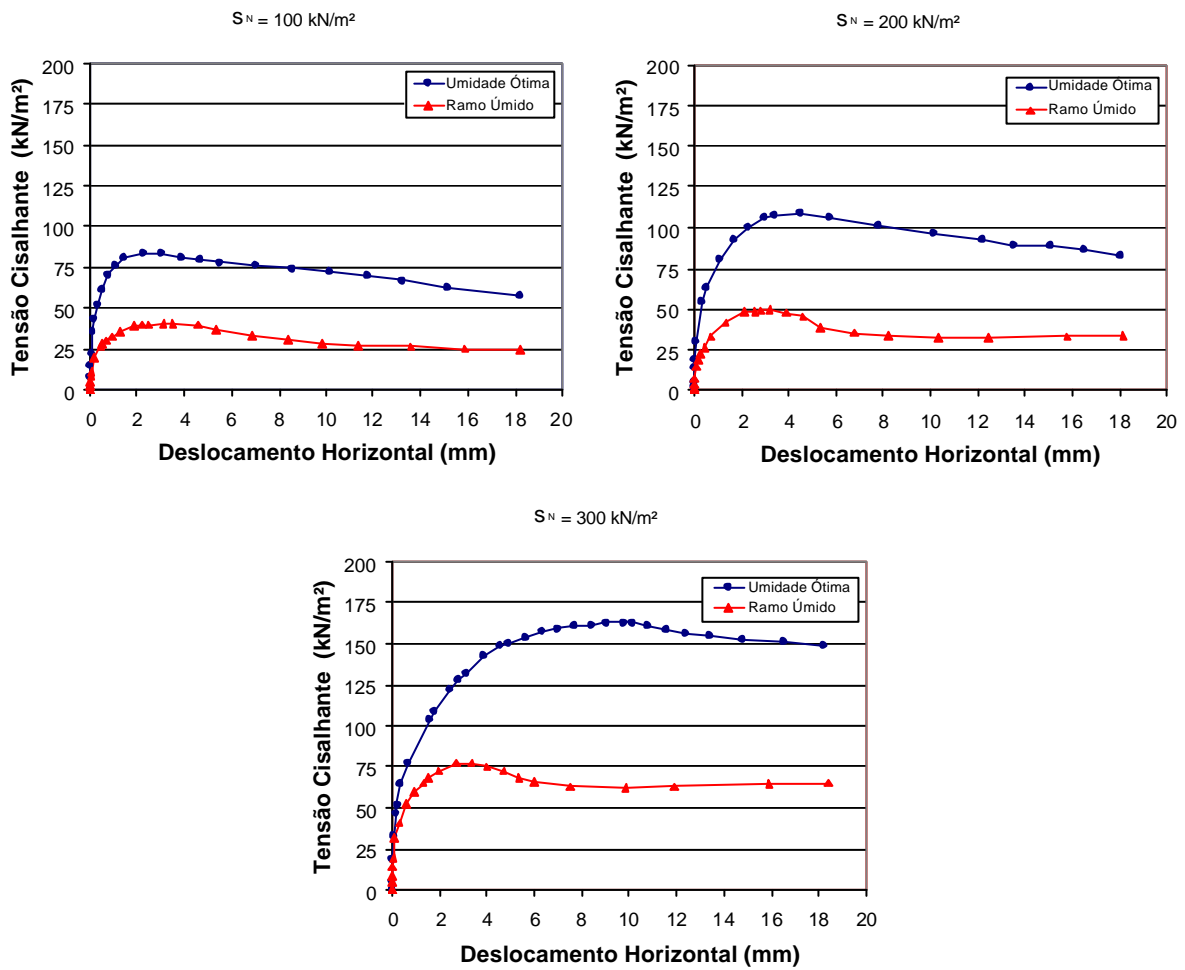 S N = 100 kN/m²
Tensão Cisalhante (kN/m²)
200
175
150
125
100
75
50
25
0
Umidade Ótima
Ramo Úmido
0 2 4 6 8 10 12 14 16 18 20
Deslocamento Horizontal (mm)
S N = 200 kN/m²
Tensão Cisalhante (kN/m²)
200
175
150
125
100
75
50
25
0
Umidade Ótima
Ramo Úmido
0 2 4 6 8 10 12 14 16 18 20
Deslocamento Horizontal (mm)
S N = 300 kN/m²
Tensão Cisalhante (kN/m²)
200
175
150
125
100
75
50
25
0
Umidade Ótima
Ramo Úmido
0 2 4 6 8 10 12 14 16 18 20
Deslocamento Horizontal (mm)